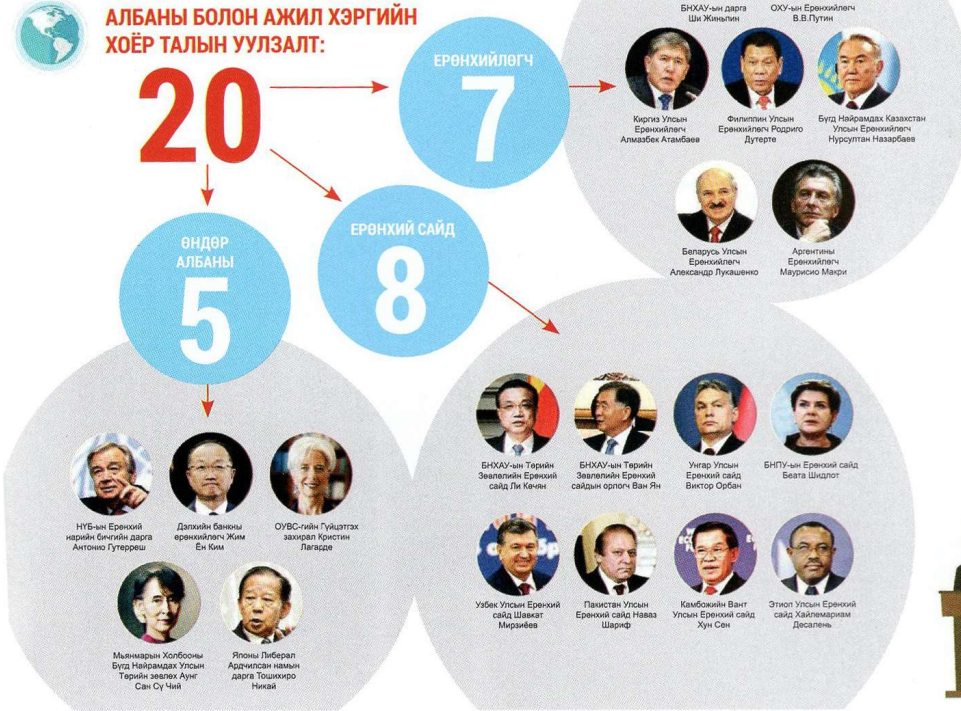 АЛБАНЫ БОЛОН АЖИЛ ХЭРГИЙН
ХОЁР ТАЛЫН УУЛЗАЛТ:
20
ЕРӨНХИЙЛӨГЧ
7
БНХАУ-ын дарга
Ши Жиньпин
ОХУ-ын Ерөнхийлөгч
В.В.Путин
Киргиз Улсын
Ерөнхийлөгч
Алмазбек Атамбаев
Филиппин Улсын
Ерөнхийлөгч Родриго
Дутерте
Бүгд Найрамдах Казахстан
Улсын Ерөнхийлөгч
Нурсултан Назарбаев
Беларусь Улсын
Ерөнхийлөгч
Александр Лукашенко
Аргентины
Ерөнхийлөгч
Маурисио Макри
ЕРӨНХИЙ САЙД
8
БНХАУ-ын Төрийн
Зөвлөлийн Ерөнхий
сайд Ли Көчян
БНХАУ-ын Төрийн
Зөвлөлийн Ерөнхий
сайдын орлогч Ван Ян
Унгар Улсын
Ерөнхий сайд
Виктор Орбан
БНПУ-ын Ерөнхий сайд
Беата Шидлот
Узбек Улсын Ерөнхий
сайд Шавкат
Мирзиёев
Пакистан Улсын
Ерөнхий сайд Наваз
Шариф
Камбожийн Вант
Улсын Ерөнхий сайд
Хун Сен
Этиоп Улсын Ерөнхий
сайд Хайлемариам
Десалень
ӨНДӨР
АЛБАНЫ
5
НҮБ-ын Ерөнхий
нарийн бичгийн дарга
Антонио Гутерреш
Дэлхийн банкны
ерөнхийлөгч Жим
Ён Ким
ОУВС-гийн Гүйцэтгэх
захирал Кристин
Лагарде
Мьянмарын Холбооны
Бүгд Найрамдах Улсын
Төрийн зөвлөх Аунг
Сан Су Чий
Японы Либерал
Ардчилсан намын
дарга Тошихиро
Никай